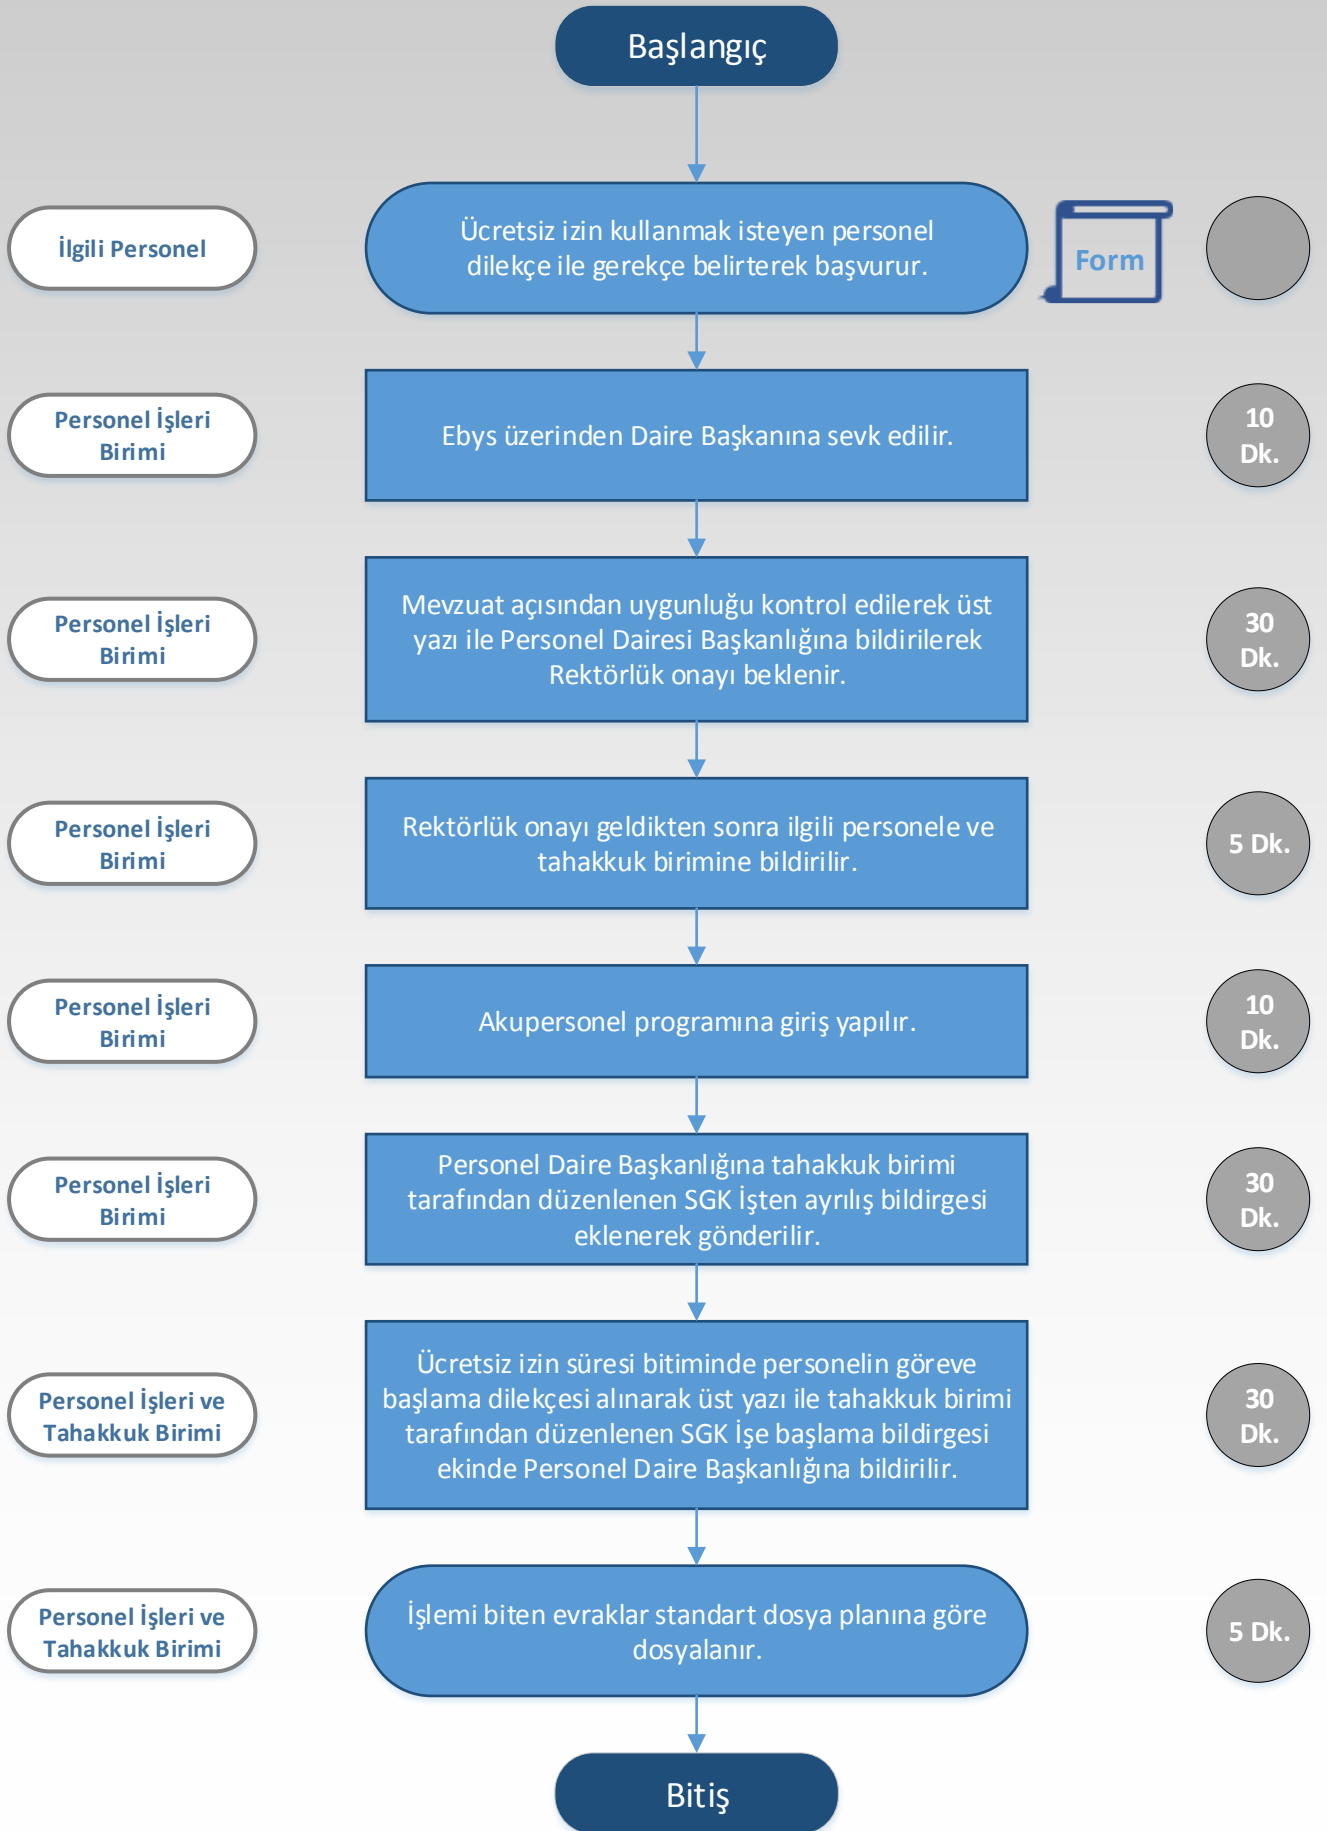 Başlangıç
İlgili Personel
Ücretsiz izin kullanmak isteyen personel
dilekçe ile gerekçe belirterek başvurur.
Form
Personel İşleri
Birimi
Ebys üzerinden Daire Başkanına sevk edilir.
10
Dk.
Personel İşleri
Birimi
Mevzuat açısından uygunluğu kontrol edilerek üst
yazı ile Personel Dairesi Başkanlığına bildirilerek
Rektörlük onayı beklenir.
30
Dk.
Personel İşleri
Birimi
Rektörlük onayı geldikten sonra ilgili personele ve
tahakkuk birimine bildirilir.
5 Dk.
Personel İşleri
Birimi
Akupersonel programına giriş yapılır.
10
Dk.
Personel İşleri
Birimi
Personel Daire Başkanlığına tahakkuk birimi
tarafından düzenlenen SGK İşten ayrılış bildirgesi
eklenerek gönderilir.
30
Dk.
Personel İşleri ve
Tahakkuk Birimi
Ücretsiz izin süresi bitiminde personelin göreve
başlama dilekçesi alınarak üst yazı ile tahakkuk birimi
tarafından düzenlenen SGK İşe başlama bildirgesi
ekinde Personel Daire Başkanlığına bildirilir.
30
Dk.
Personel İşleri ve
Tahakkuk Birimi
İşlemi biten evraklar standart dosya planına göre
dosyalanır.
5 Dk.
Bitiş